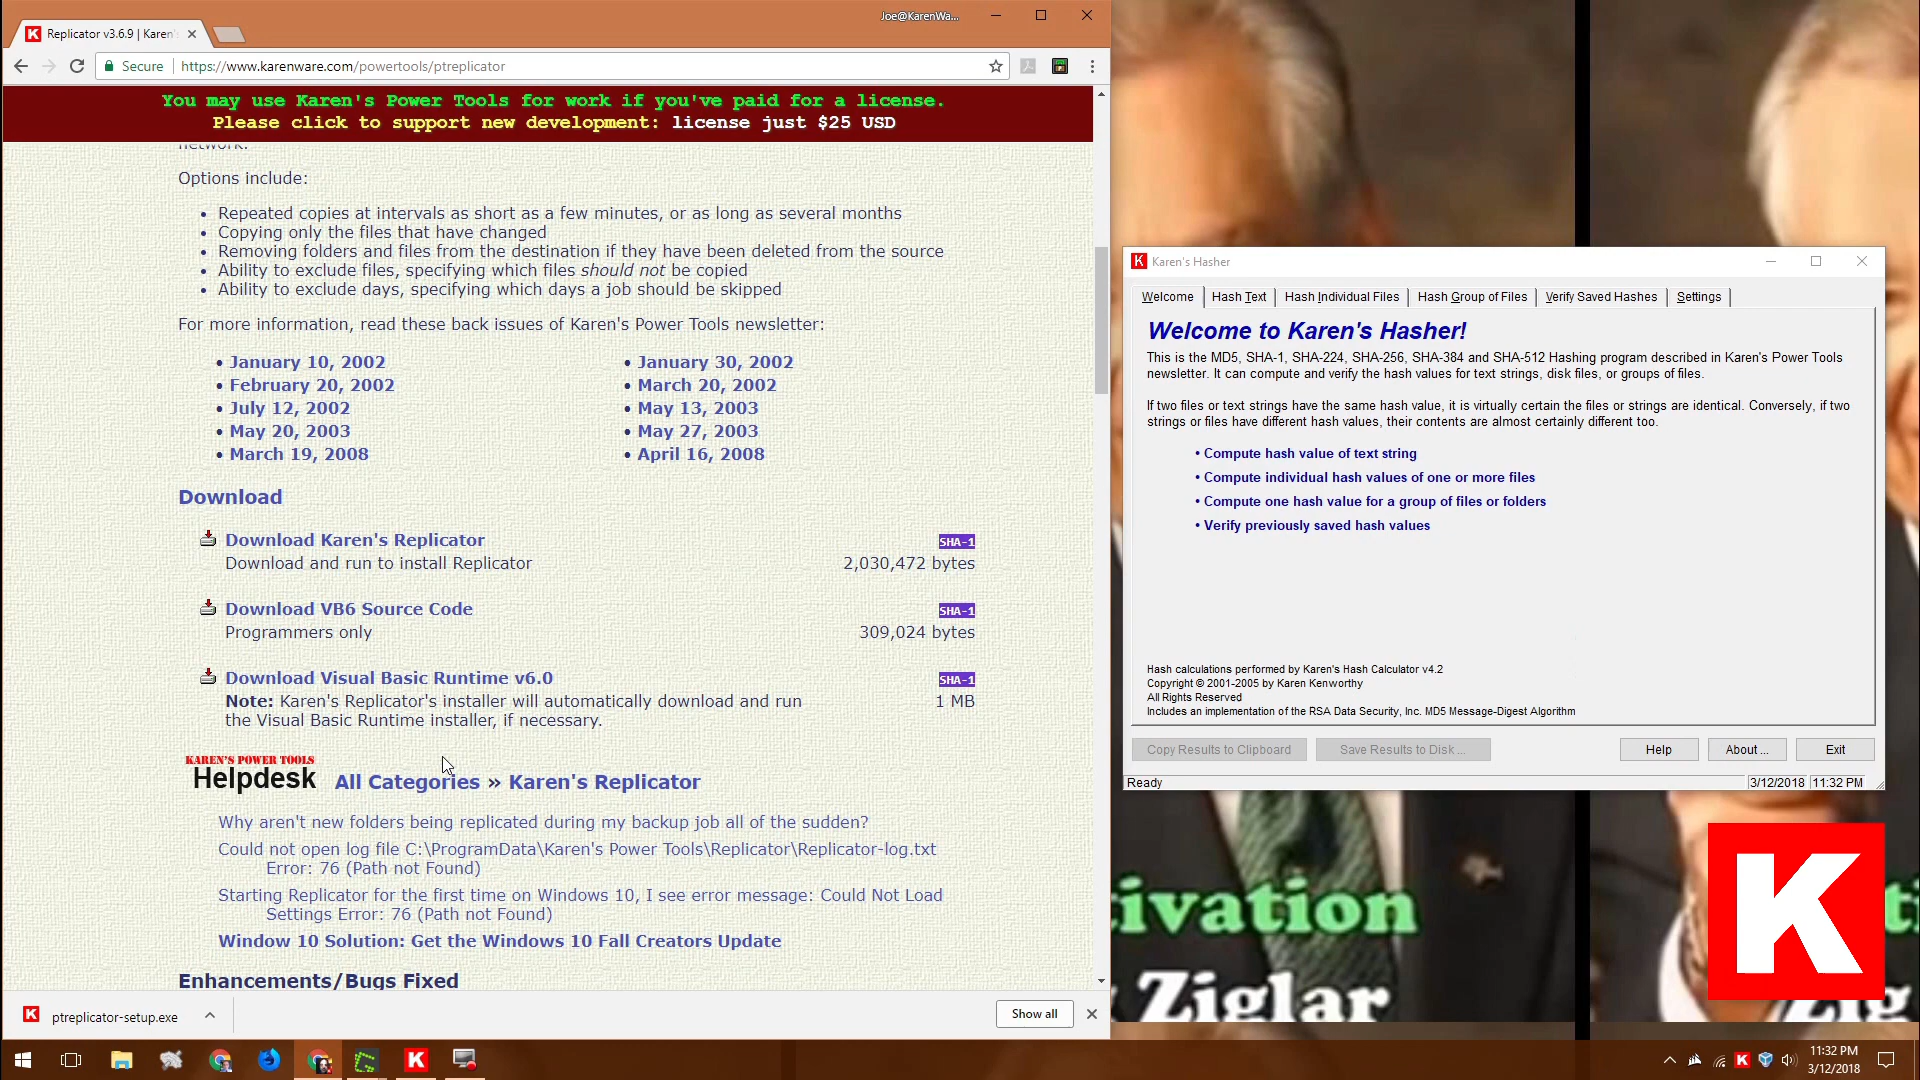 Joe@KarenWa...
Replicator v3.6.9 | Karen'
Secure
https://www.karenware.com/powertools/ptreplicator
You may use Karen's Power Tools for work if you've paid for a license.
Please click to support new development: license just $25 USD
network.
Options include:
• Repeated copies at intervals as short as a few minutes, or as long as several months
• Copying only the files that have changed
• Removing folders and files from the destination if they have been deleted from the source
• Ability to exclude files, specifying which files should not be copied
• Ability to exclude days, specifying which days a job should be skipped
For more information, read these back issues of Karen's Power Tools newsletter:
• January 10, 2002
• January 30, 2002
• February 20, 2002
• March 20, 2002
• July 12, 2002
• May 13, 2003
• May 20, 2003
• May 27, 2003
• March 19, 2008
• April 16, 2008
Download
Download Karen's Replicator
SHA-1
Download and run to install Replicator
2,030,472 bytes
Download VB6 Source Code
SHA-1
Programmers only
309,024 bytes
Download Visual Basic Runtime v6.0
SHA-1
Note: Karen's Replicator's installer will automatically download and run
1 MB
the Visual Basic Runtime installer, if necessary.
KAREN'S POWER TOOLS
Helpdesk
All Categories » Karen's Replicator
Why aren't new folders being replicated during my backup job all of the sudden?
Could not open log file C:\ProgramData\Karen's Power Tools\Replicator\Replicator-log.txt
Error: 76 (Path not Found)
Starting Replicator for the first time on Windows 10, I see error message: Could Not Load
Settings Error: 76 (Path not Found)
Window 10 Solution: Get the Windows 10 Fall Creators Update
Enhancements/Bugs Fixed
K
ptreplicator-setup.exe
Show all
K
Karen's Hasher
Welcome
Hash Text
Hash Individual Files
Hash Group of Files
Verify Saved Hashes
Settings
Welcome to Karen's Hasher!
This is the MD5, SHA-1, SHA-224, SHA-256, SHA-384 and SHA-512 Hashing program described in Karen's Power Tools
newsletter. It can compute and verify the hash values for text strings, disk files, or groups of files.
If two files or text strings have the same hash value, it is virtually certain the files or strings are identical. Conversely, if two
strings or files have different hash values, their contents are almost certainly different too.
• Compute hash value of text string
• Compute individual hash values of one or more files
• Compute one hash value for a group of files or folders
• Verify previously saved hash values
Hash calculations performed by Karen's Hash Calculator v4.2
Copyright © 2001-2005 by Karen Kenworthy
All Rights Reserved
Includes an implementation of the RSA Data Security, Inc. MD5 Message-Digest Algorithm
Copy Results to Clipboard
Save Results to Disk ...
Help
About ...
Exit
Ready
3/12/2018
11:32 PM
ivation
Ziglar
Zig
K
K
K
11:32 PM
3/12/2018